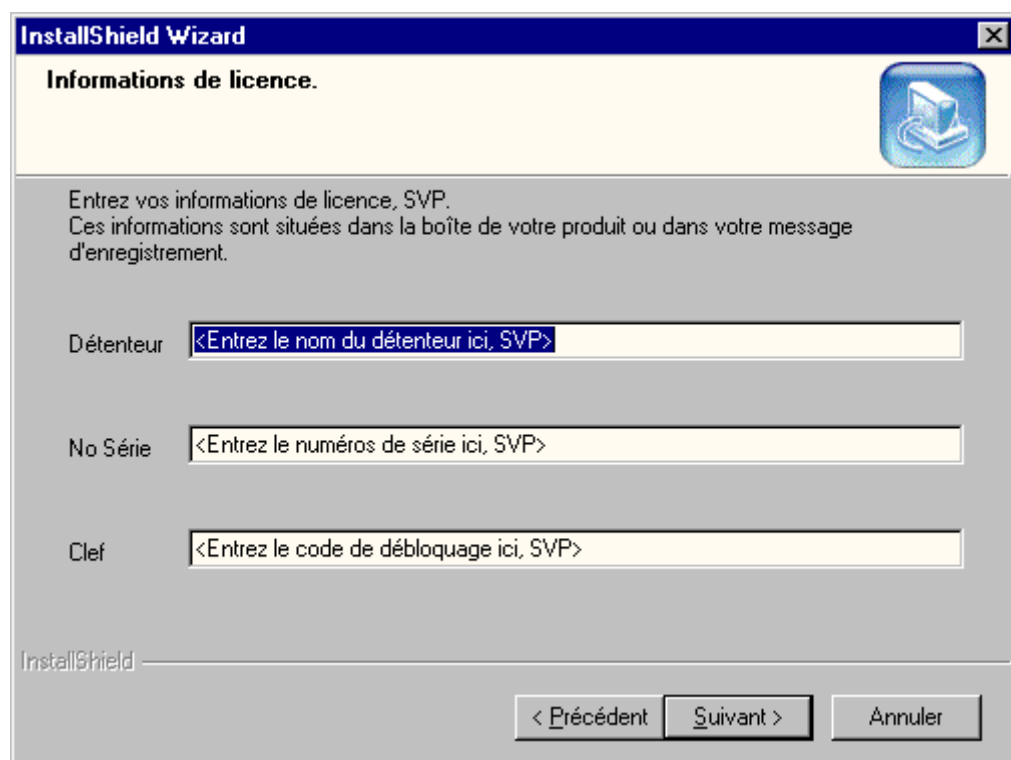 InstallShield Wizard
Informations de licence.
Entrez vos informations de licence, SVP.
Ces informations sont situées dans la boîte de votre produit ou dans votre message
d'enregistrement.
Détenteur <Entrez le nom du détenteur ici, SVP>
No Série <Entrez le numéros de série ici, SVP>
Clef <Entrez le code de débloquage ici, SVP>
InstallShield
< Précédent Suivant > Annuler